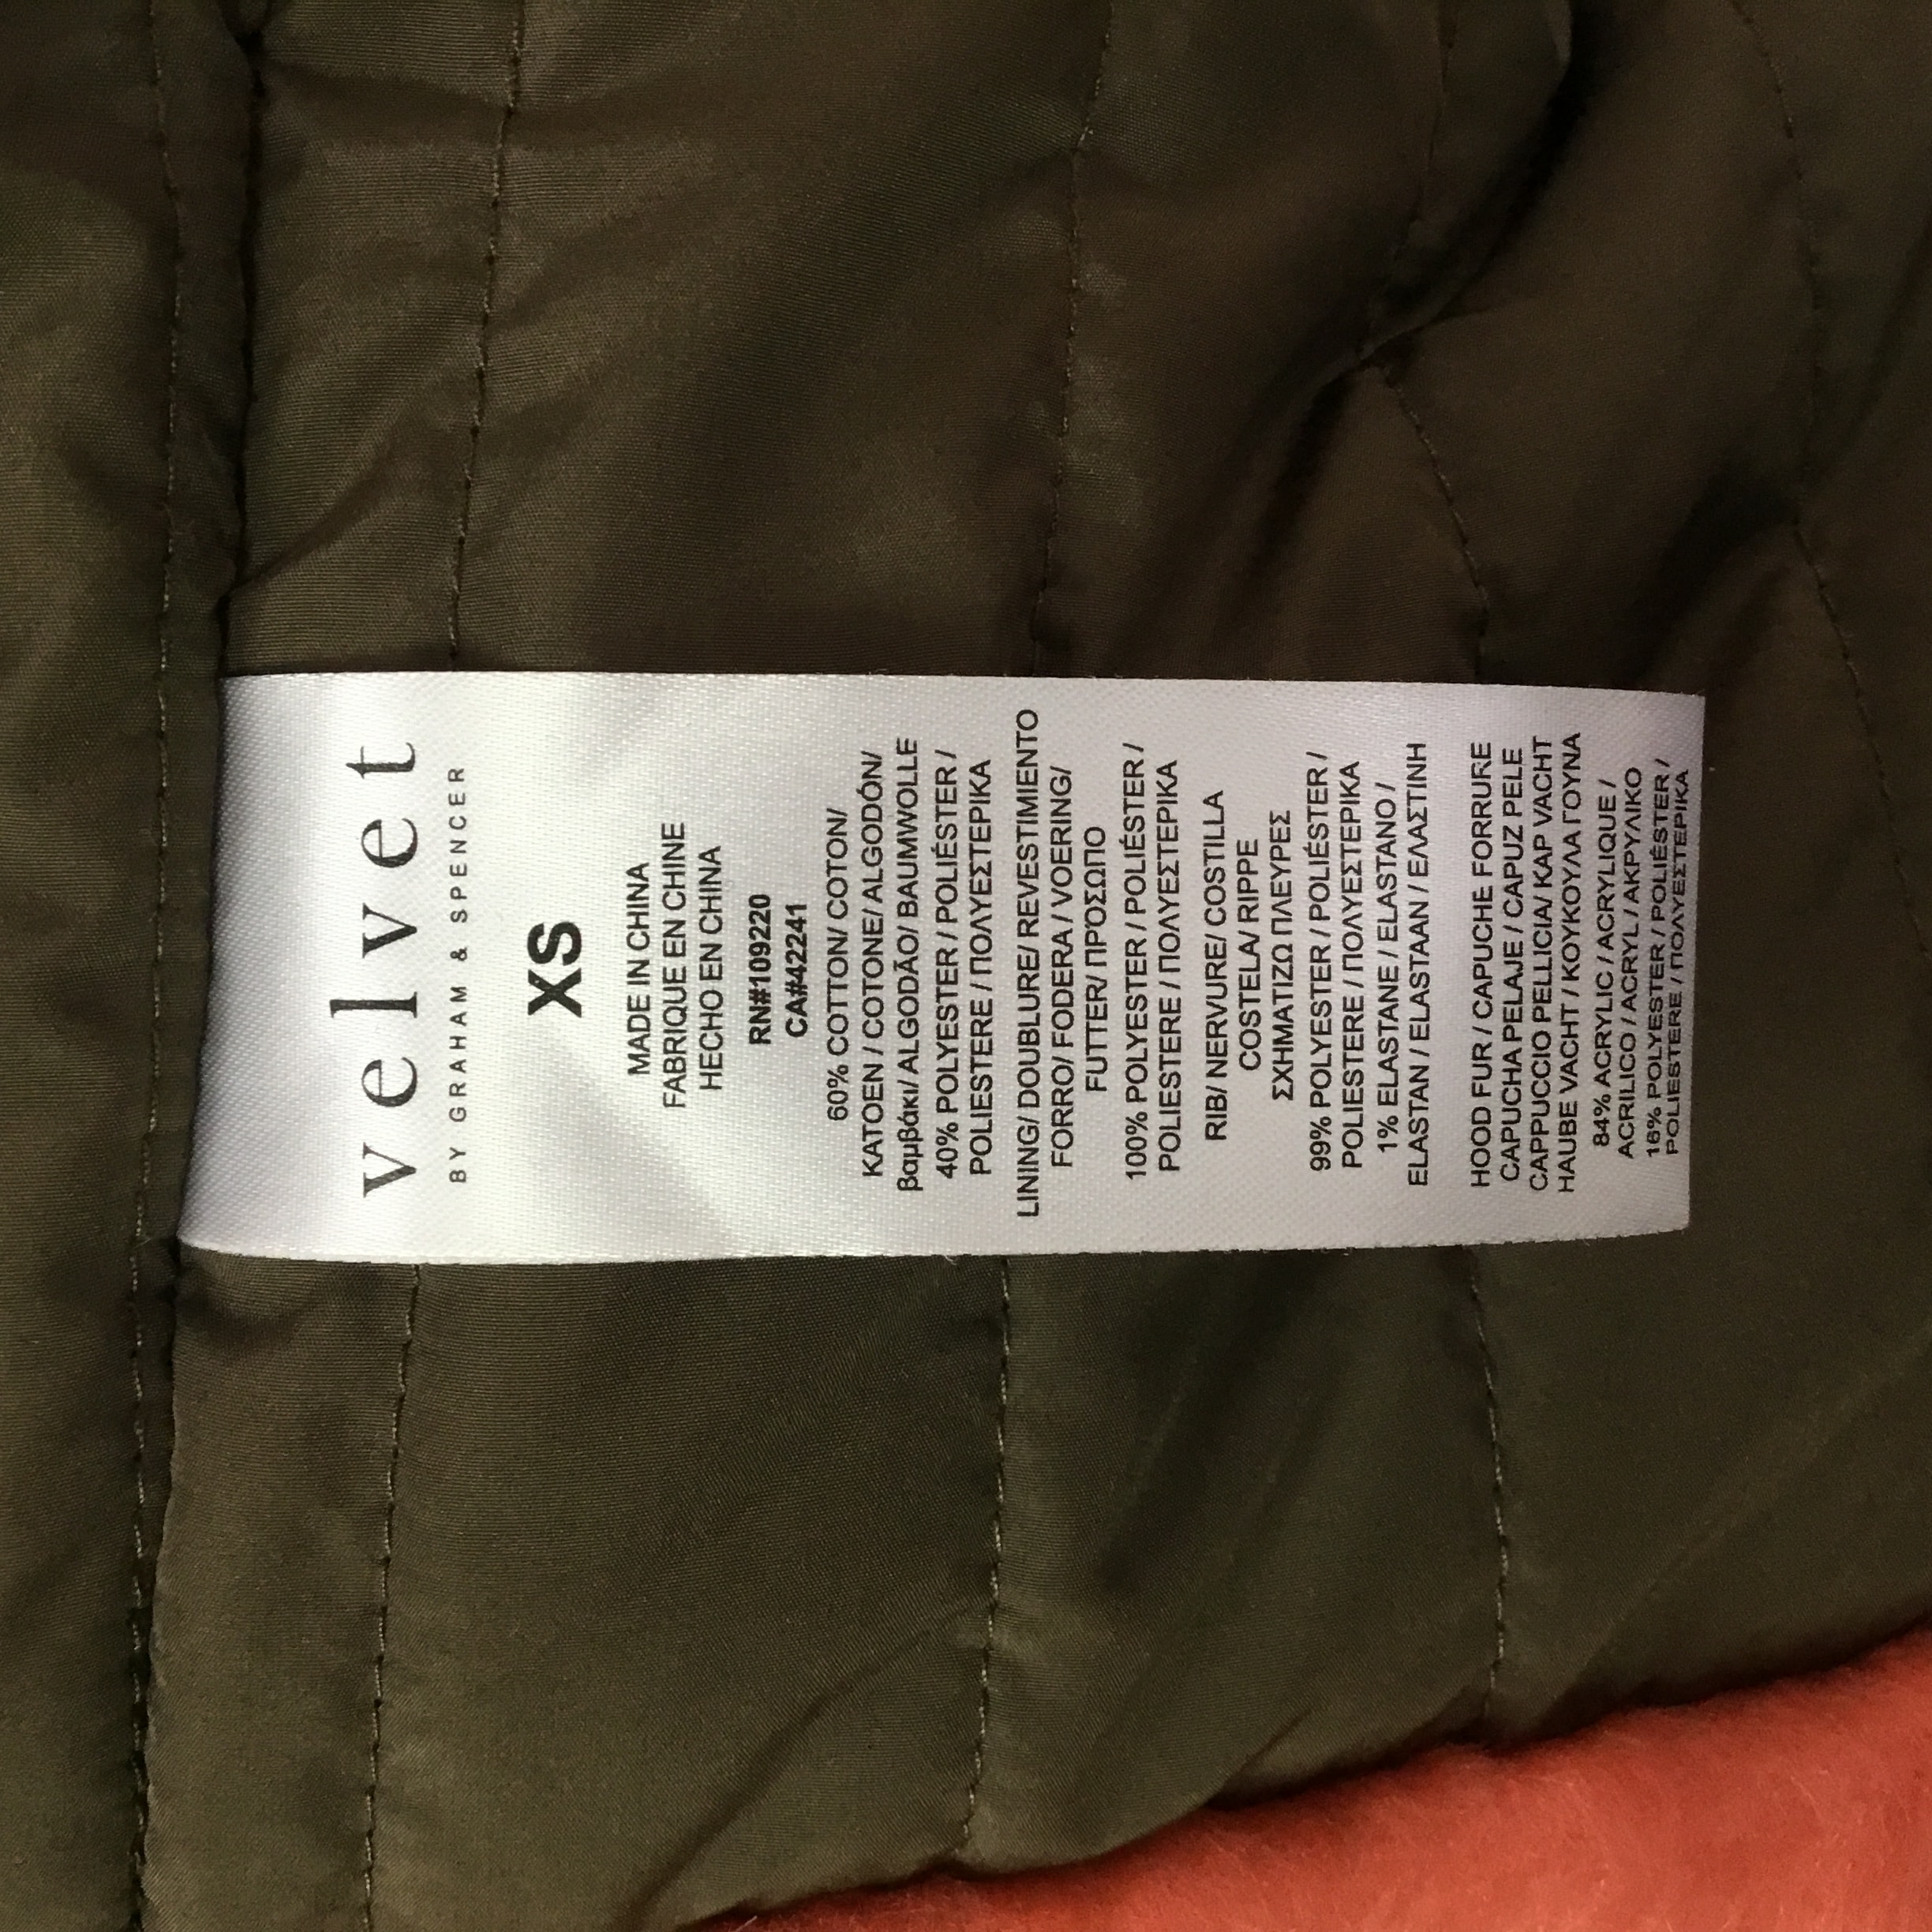 velvet
BY GRAHAM & SPENCER
XS
MADE IN CHINA
FABRIQUE EN CHINE
HECHO EN CHINA
RN#109220
CA#42241
60% COTTON/ COTON/
KATOEN / COTONE/ ALGODÓN/
βαμβάκι/ ALGODÃO/ BAUMWOLLE
40% POLYESTER / POLIÉSTER /
POLIESTERE / ΠΟΛΥΕΣΤΕΡΙΚΑ
LINING/ DOUBLURE/ REVESTIMIENTO
FORRO/ FODERA / VOERING/
FUTTER/ ΠΡΌΣΩΠΟ
100% POLYESTER / POLIÉSTER /
POLIESTERE / ΠΟΛΥΕΣΤΕΡΙΚΑ
RIB/ NERVURE/ COSTILLA
COSTELA/ RIPPE
ΣΧΗΜΑΤΙΖΩ ΠΛΕΥΡΕΣ
99% POLYESTER / POLIÉSTER /
POLIESTERE / ΠΟΛΥΕΣΤΕΡΙΚΑ
1% ELASTANE / ELASTANO /
ELASTAN / ELASTAAN / ΕΛΑΣΤΙΝΗ
HOOD FUR / CAPUCHE FORRURE
CAPUCHA PELAJE / CAPUZ PELE
CAPPUCCIO PELLICIA/ KAP VACHT
HAUBE VACHT / ΚΟΥΚΟΥΛΑ ΓΟΥΝΑ
84% ACRYLIC / ACRYLIQUE /
ACRILICO / ACRYL / ΑΚΡΥΛΙΚΟ
16% POLYESTER / POLIÉSTER /
POLIESTERE / ΠΟΛΥΕΣΤΕΡΙΚΑ